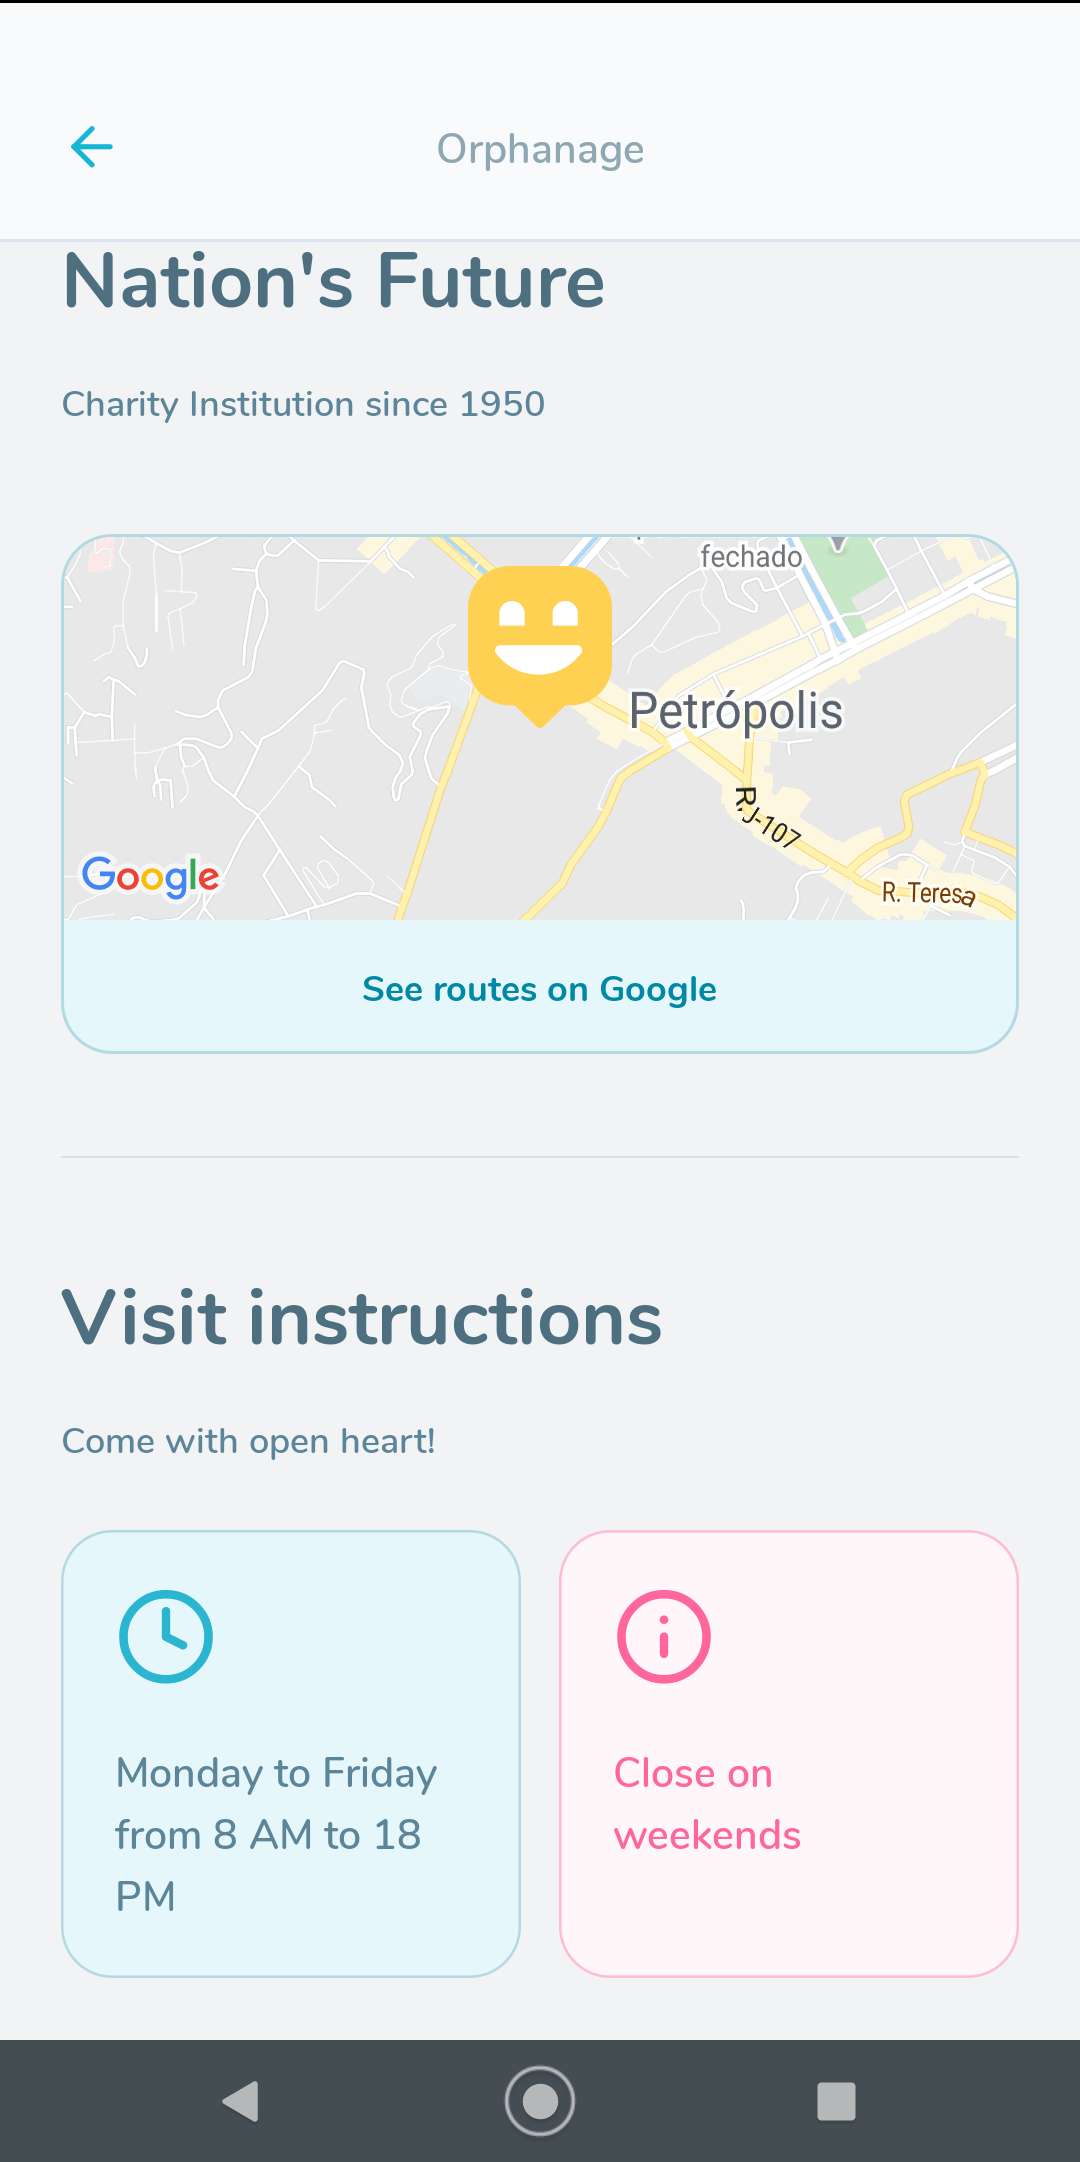 Orphanage
Nation's Future
Charity Institution since 1950
fechado
Petrópolis
RJ-107
R. Teresa
Google
See routes on Google
Visit instructions
Come with open heart!
Monday to Friday
from 8 AM to 18
PM
Close on
weekends